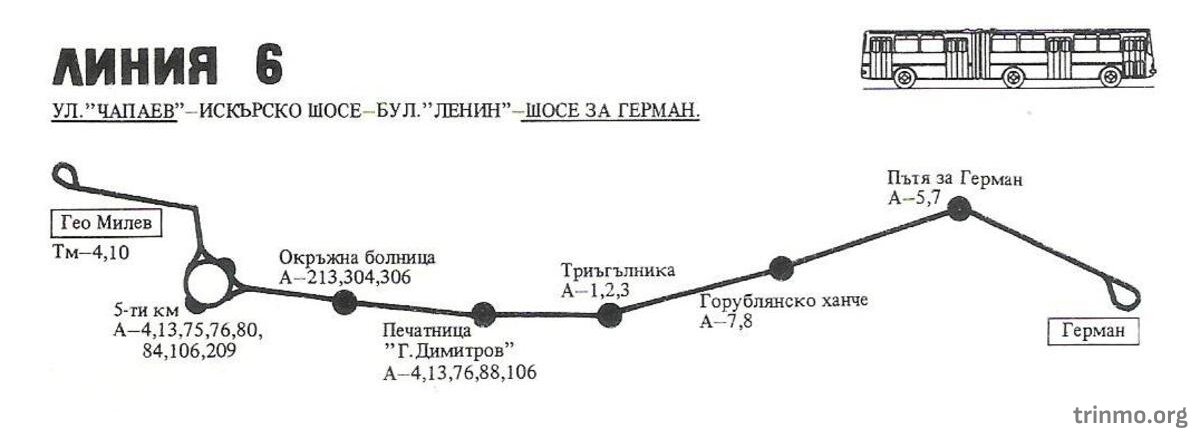 ЛИНИЯ 6
УЛ."ЧАПАЕВ"–ИСКЪРСКО ШОСЕ–БУЛ."ЛЕНИН"–ШОСЕ ЗА ГЕРМАН.
Гео Милев
Тм–4,10
5-ти км
А–4,13,75,76,80,
84,106,209
Окръжна болница
А–213,304,306
Печатница
"Г.Димитров"
А–4,13,76,88,106
Триъгълника
А–1,2,3
Горублянско ханче
А–7,8
Пътя за Герман
А–5,7
Герман
trinmo.org